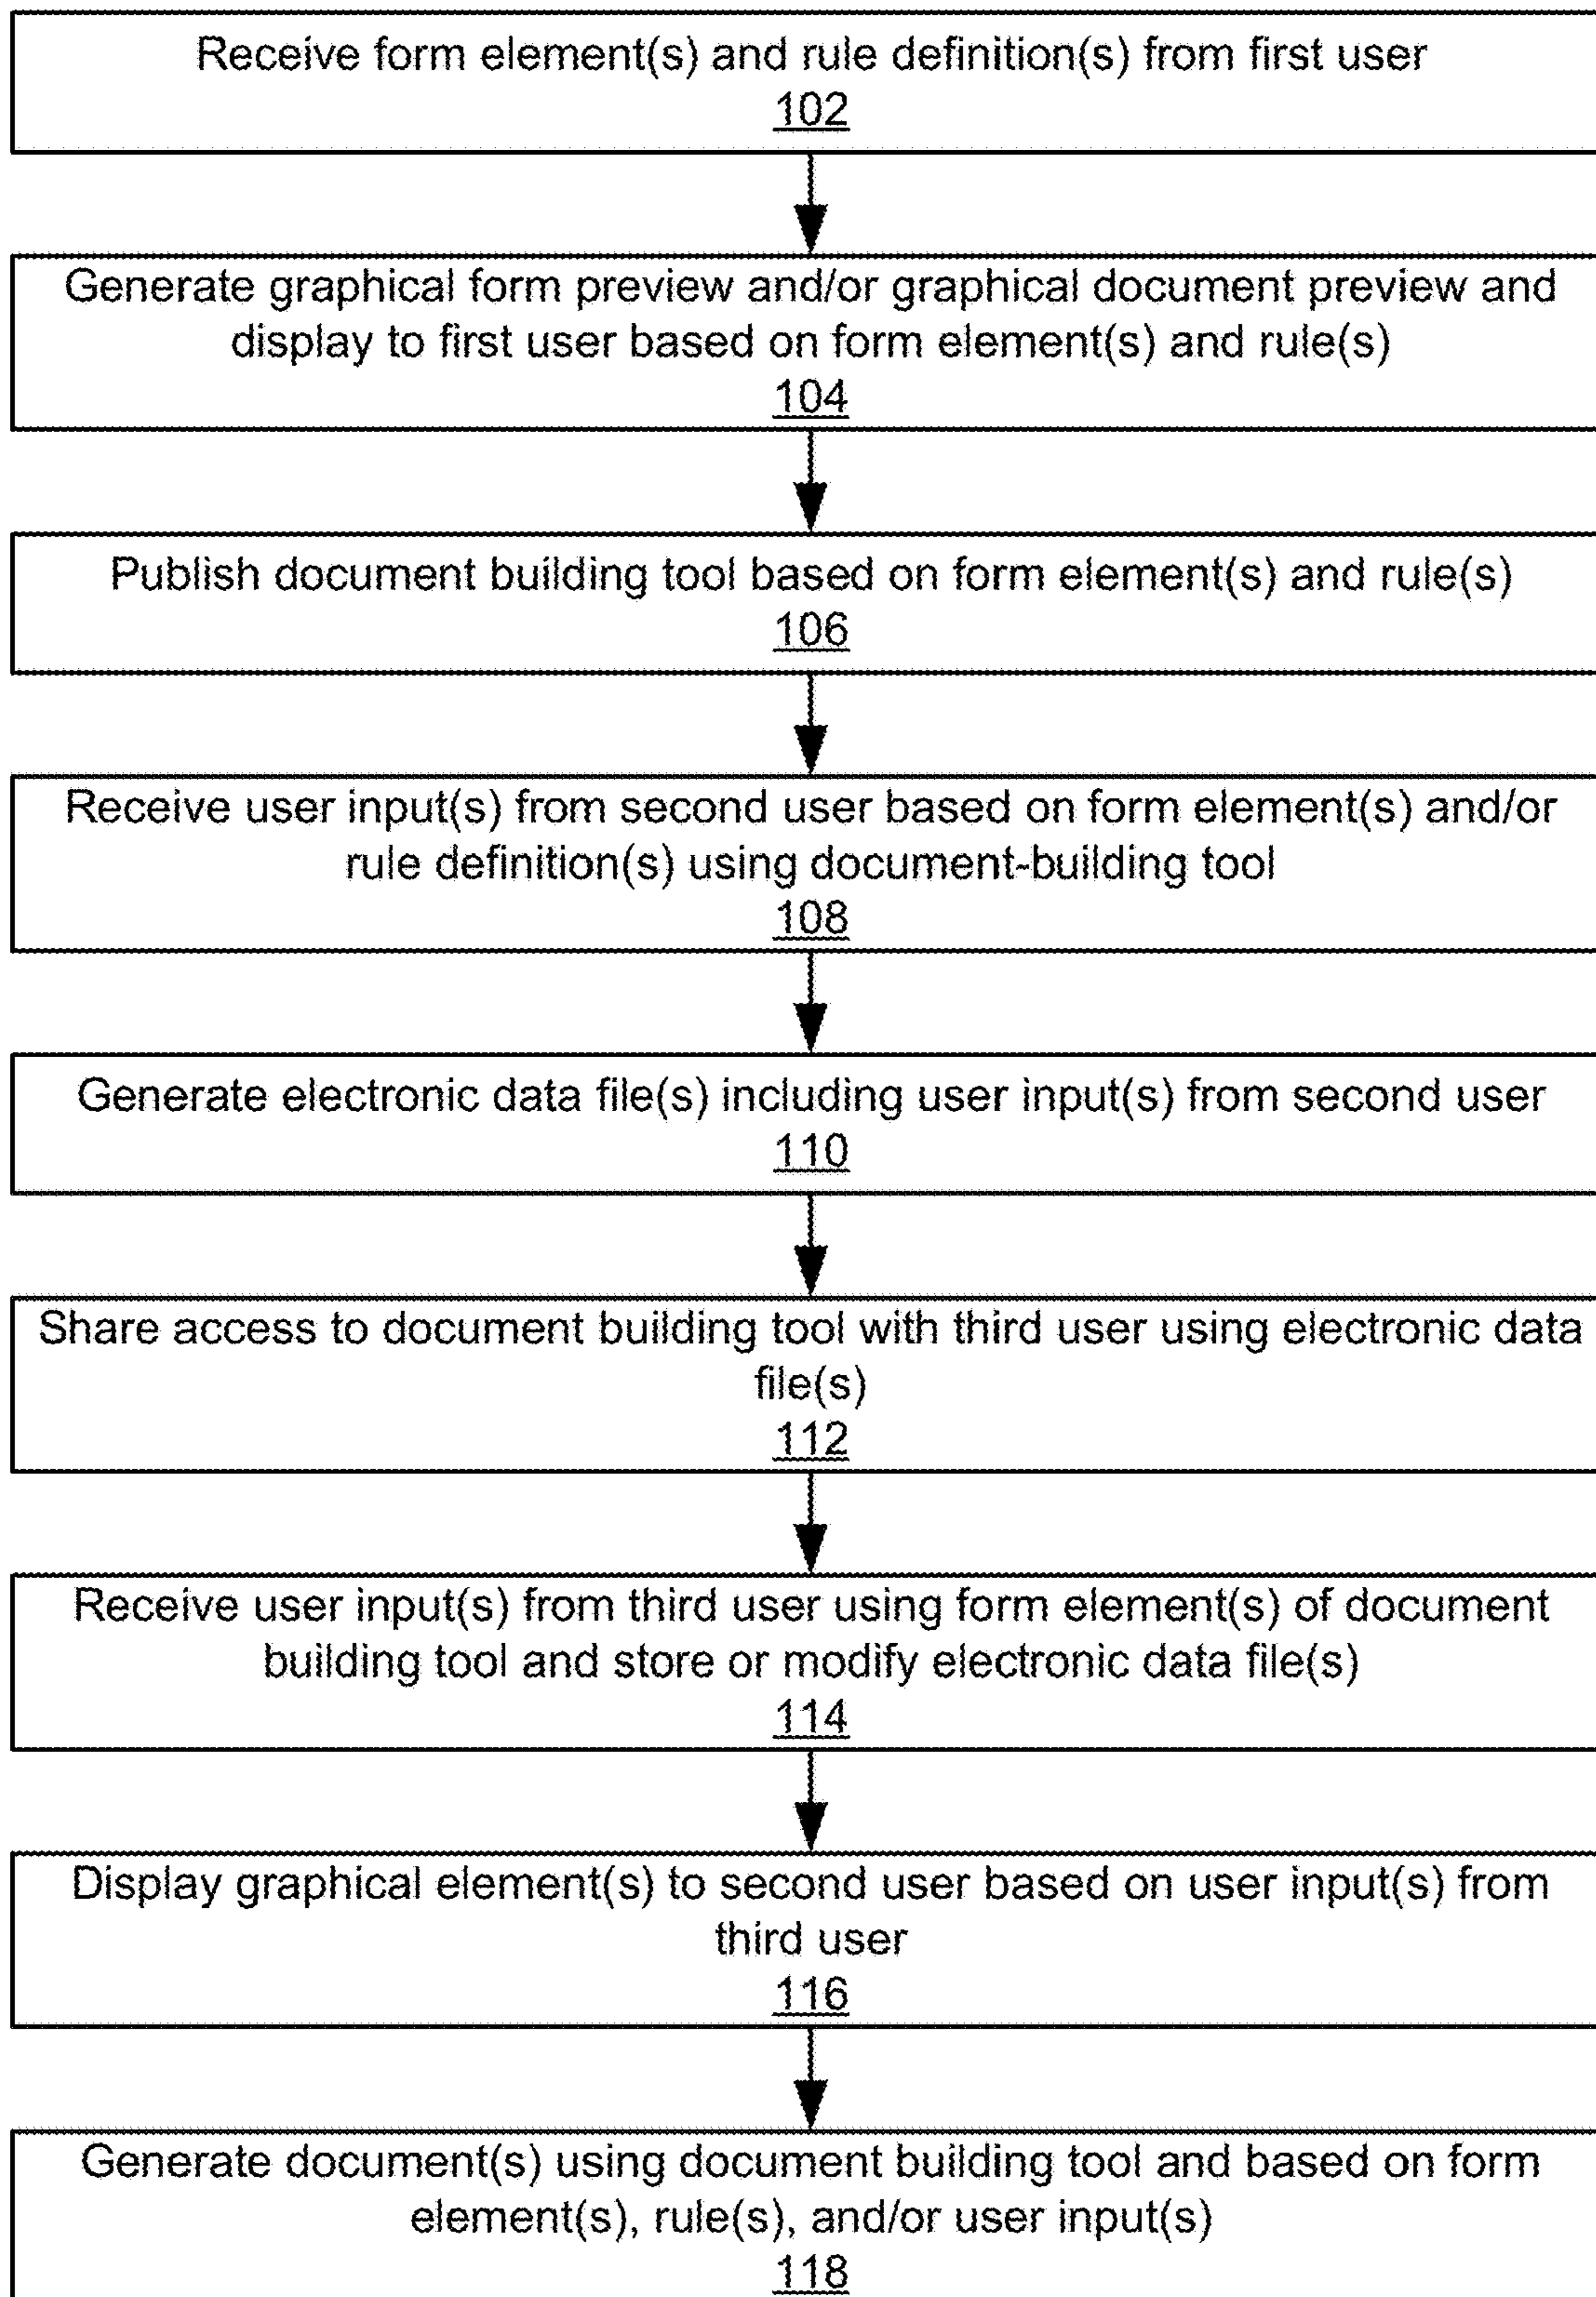 Receive form element(s) and rule definition(s) from first user
102
Generate graphical form preview and/or graphical document preview and
display to first user based on form element(s) and rule(s)
104
Publish document building tool based on form element(s) and rule(s)
106
Receive user input(s) from second user based on form element(s) and/or
rule definition(s) using document-building tool
108
Generate electronic data file(s) including user input(s) from second user
110
Share access to document building tool with third user using electronic data
file(s)
112
Receive user input(s) from third user using form element(s) of document
building tool and store or modify electronic data file(s)
114
Display graphical element(s) to second user based on user input(s) from
third user
116
Generate document(s) using document building tool and based on form
element(s), rule(s), and/or user input(s)
118